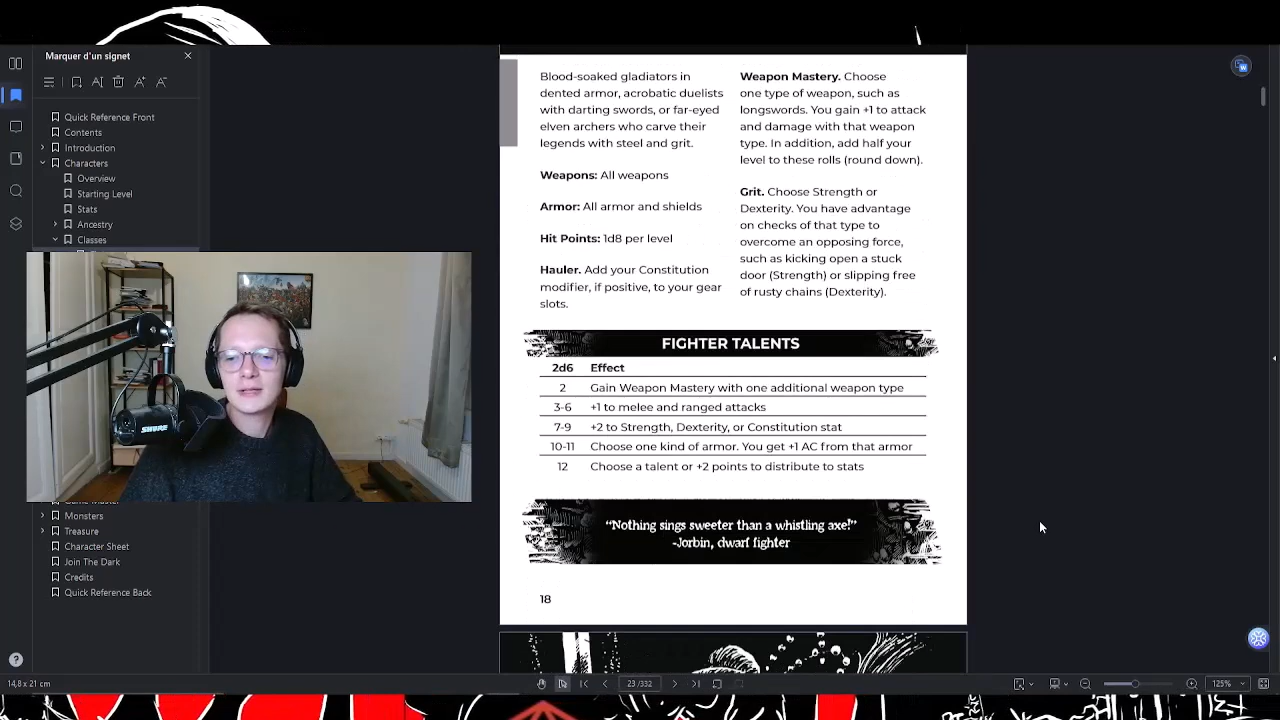 Marquer d'un signet
Quick Reference Front
Contents
Introduction
Characters
Overview
Starting Level
Stats
Ancestry
Classes
Monsters
Treasure
Character Sheet
Join The Dark
Credits
Quick Reference Back
SHURE
Blood-soaked gladiators in
dented armor, acrobatic duelists
with darting swords, or far-eyed
elven archers who carve their
legends with steel and grit.
Weapons: All weapons
Armor: All armor and shields
Hit Points: 1d8 per level
Hauler. Add your Constitution
modifier, if positive, to your gear
slots.
Weapon Mastery. Choose
one type of weapon, such as
longswords. You gain +1 to attack
and damage with that weapon
type. In addition, add half your
level to these rolls (round down).
Grit. Choose Strength or
Dexterity. You have advantage
on checks of that type to
overcome an opposing force,
such as kicking open a stuck
door (Strength) or slipping free
of rusty chains (Dexterity).
FIGHTER TALENTS
2d6 Effect
2 Gain Weapon Mastery with one additional weapon type
3-6 +1 to melee and ranged attacks
7-9 +2 to Strength, Dexterity, or Constitution stat
10-11 Choose one kind of armor. You get +1 AC from that armor
12 Choose a talent or +2 points to distribute to stats
"Nothing sings sweeter than a whistling axe!"
-Jorbin, dwarf fighter
18
14,8 x 21 cm
23 /332
125%